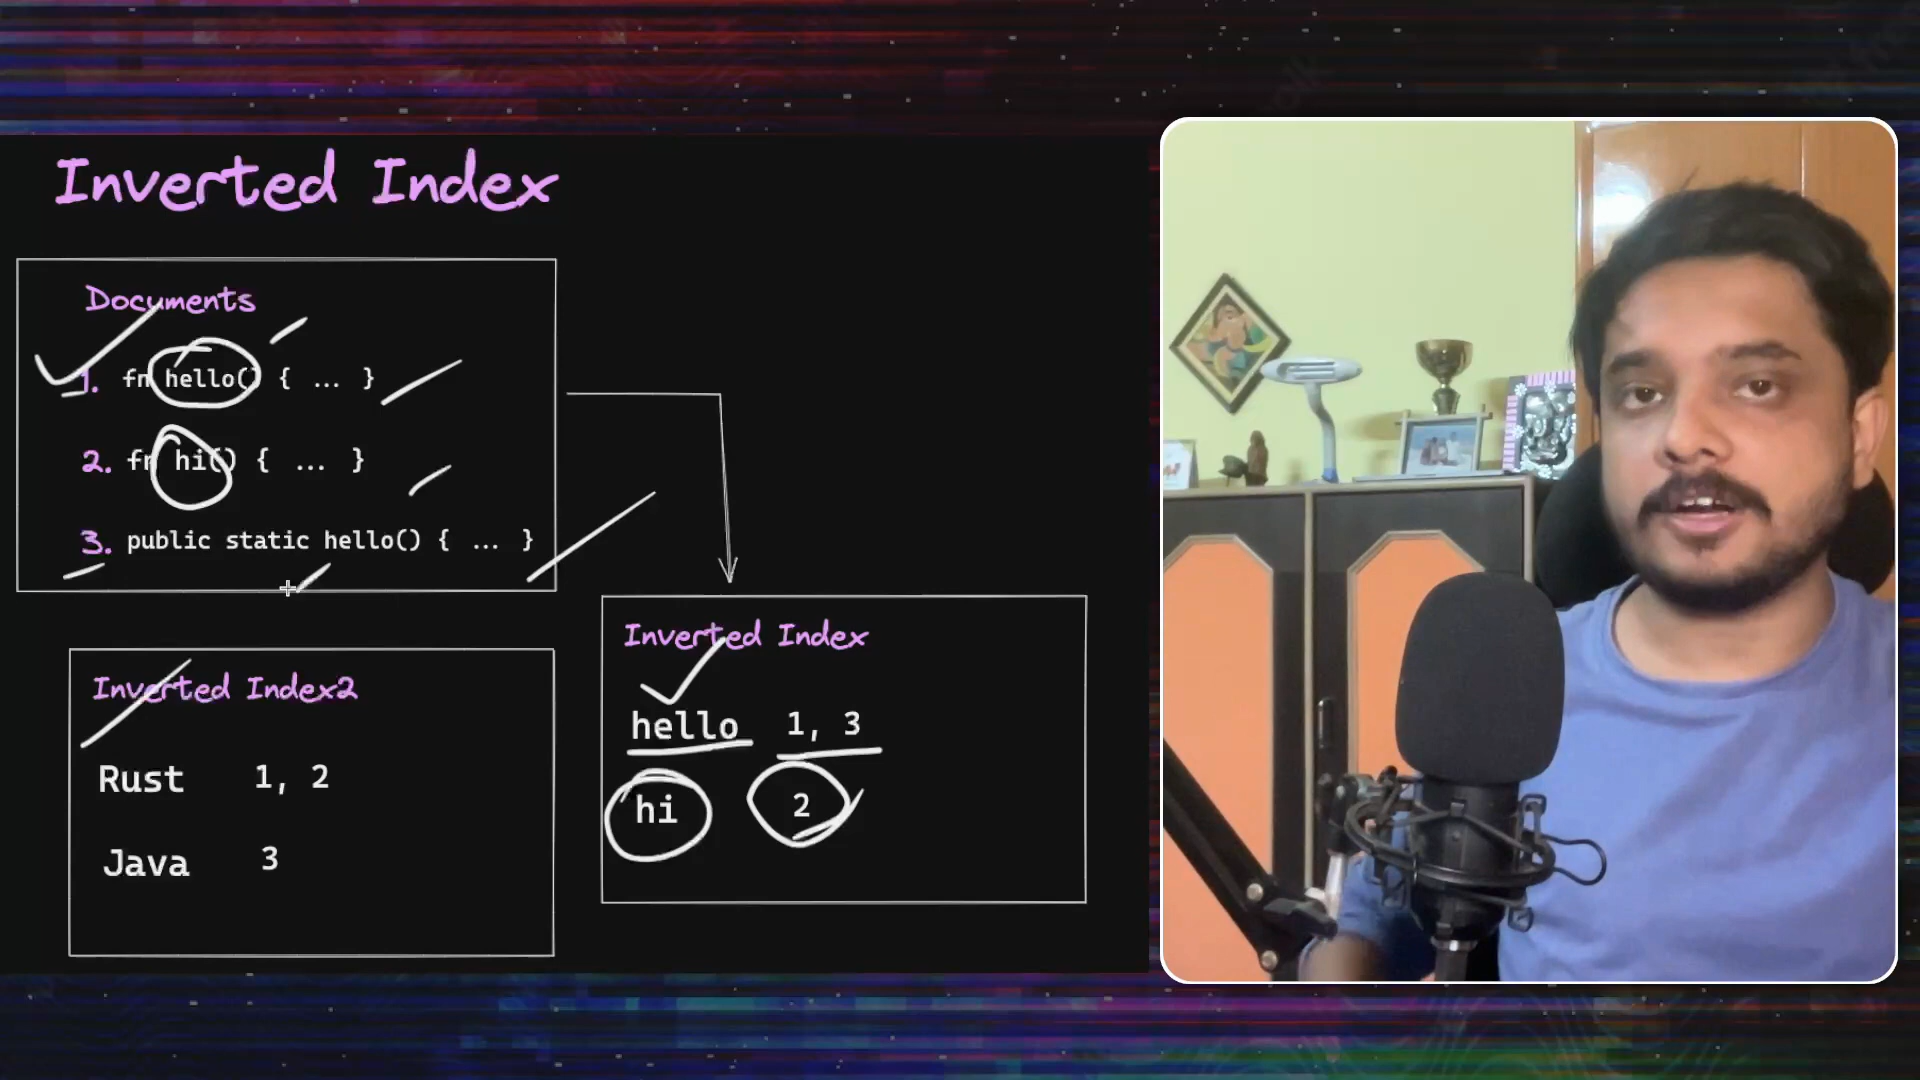 Inverted Index
Documents
1. fn hello() { ... }
2. fn hi() { ... }
3. public static hello() { ... }
Inverted Index2
Rust 1, 2
Java 3
Inverted Index
hello 1, 3
hi 2